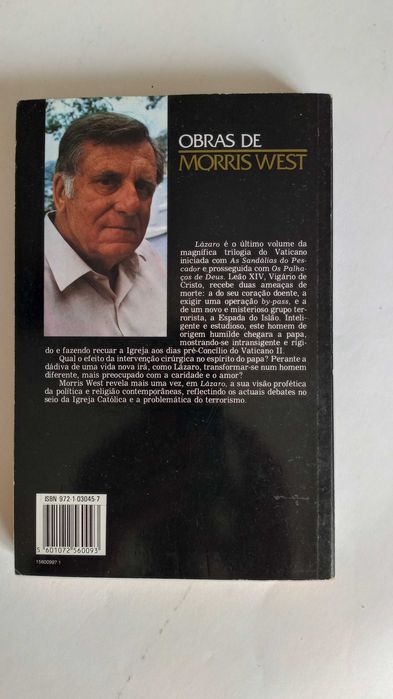 OBRAS DE
MORRIS WEST
Lázaro é o último volume da
magnífica trilogia do Vaticano
iniciada com As Sandálias do Pes-
cador e prosseguida com Os Palha-
ços de Deus. Leão XIV, Vigário de
Cristo, recebe duas ameaças de
morte: a do seu coração doente, a
exigir uma operação by-pass, e a
de um novo e misterioso grupo ter-
rorista, a Espada do Islão. Inteli-
gente e estudioso, este homem de
origem humilde chegara a papa,
mostrando-se intransigente e rígi-
do e fazendo recuar a Igreja aos dias pré-Concílio do Vaticano II.
Qual o efeito da intervenção cirúrgica no espírito do papa? Perante a
dádiva de uma vida nova irá, como Lázaro, transformar-se num homem
diferente, mais preocupado com a caridade e o amor?
Morris West revela mais uma vez, em Lázaro, a sua visão profética
da política e religião contemporâneas, reflectindo os actuais debates no
seio da Igreja Católica e a problemática do terrorismo.
ISBN 972-1-03045-7
5 601072 560093